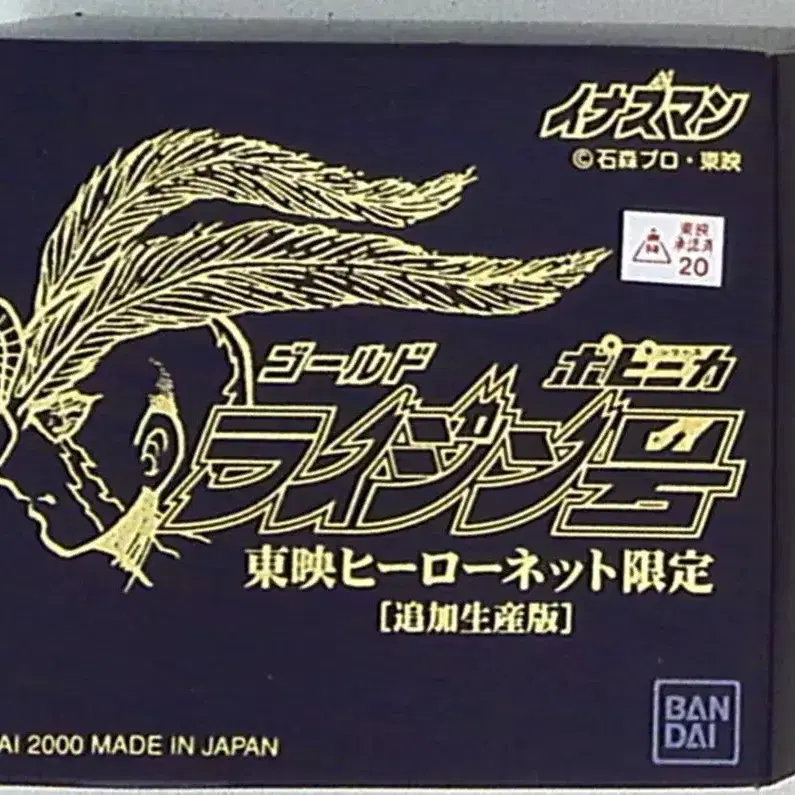 イナズマン
©石森プロ・東映
東映
承認済
20
ゴールド
ポピニカ
ライジン号
東映ヒーローネット限定
[追加生産版]
AI 2000 MADE IN JAPAN
BAN
DAI